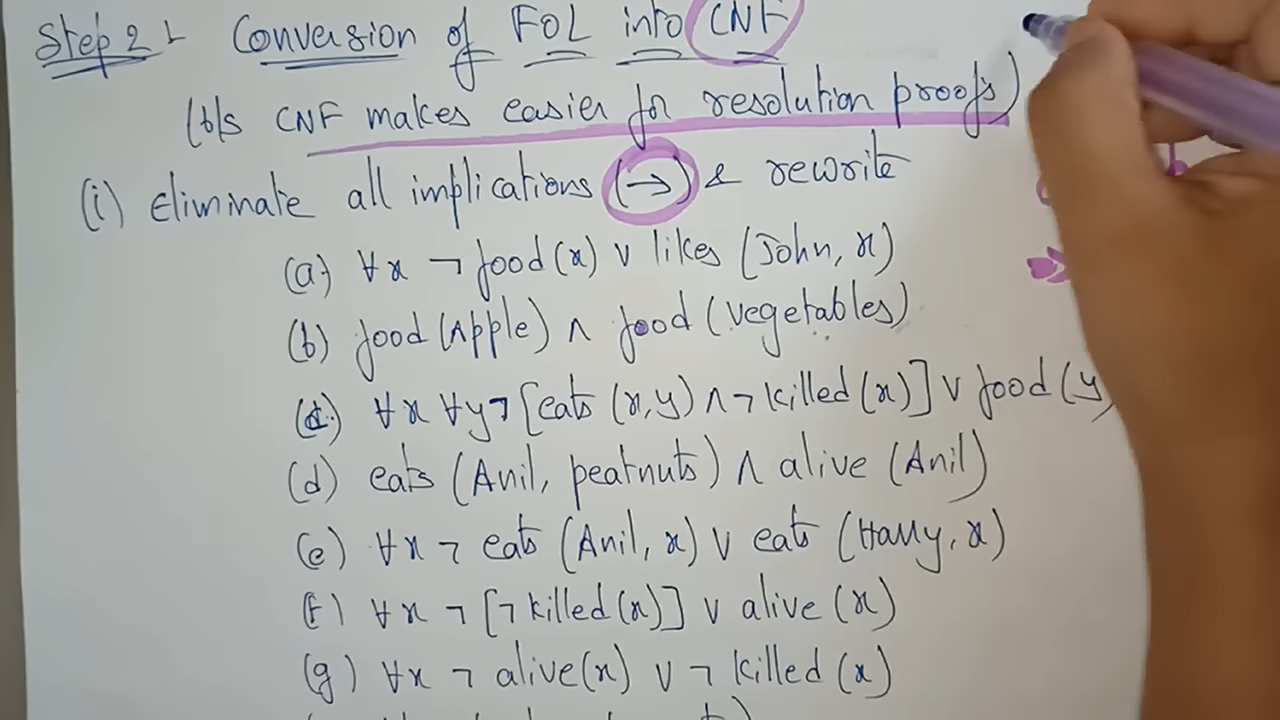 Step 2 :- Conversion of FOL into CNF
(b/s CNF makes easier for resolution proofs)
(i) Eliminate all implications (→) & rewrite
(a) ∀x ¬ food(x) ∨ likes (John, x)
(b) food (Apple) ∧ food (vegetables)
(c) ∀x ∀y ¬ [eats (x, y) ∧ ¬ killed (x)] ∨ food (y)
(d) eats (Anil, peatnuts) ∧ alive (Anil)
(e) ∀x ¬ eats (Anil, x) ∨ eats (Harry, x)
(f) ∀x ¬ [¬ killed (x)] ∨ alive (x)
(g) ∀x ¬ alive(x) ∨ ¬ killed (x)